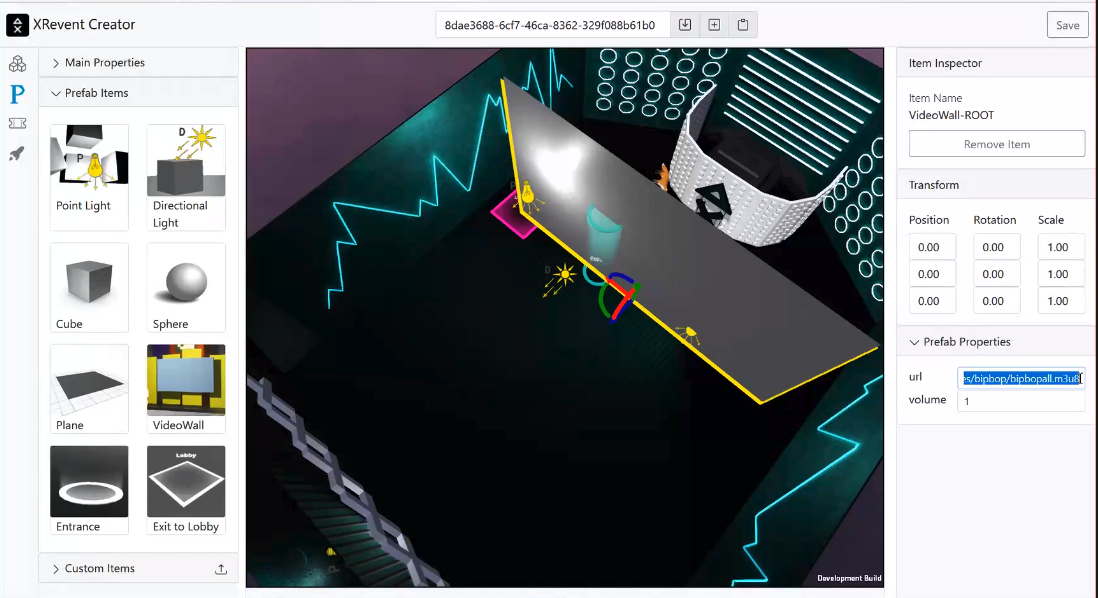 XRevent Creator
8dae3688-6cf7-46ca-8362-329f088b61b0
Save
Main Properties
Prefab Items
P
P
Point Light
D
Directional
Light
Cube
Sphere
Plane
VideoWall
Entrance
Lobby
Exit to Lobby
Custom Items
D
Development Build
Item Inspector
Item Name
VideoWall-ROOT
Remove Item
Transform
Position
Rotation
Scale
0.00
0.00
1.00
0.00
0.00
1.00
0.00
0.00
1.00
Prefab Properties
url
es/bipbop/bipbopall.m3u8
volume
1